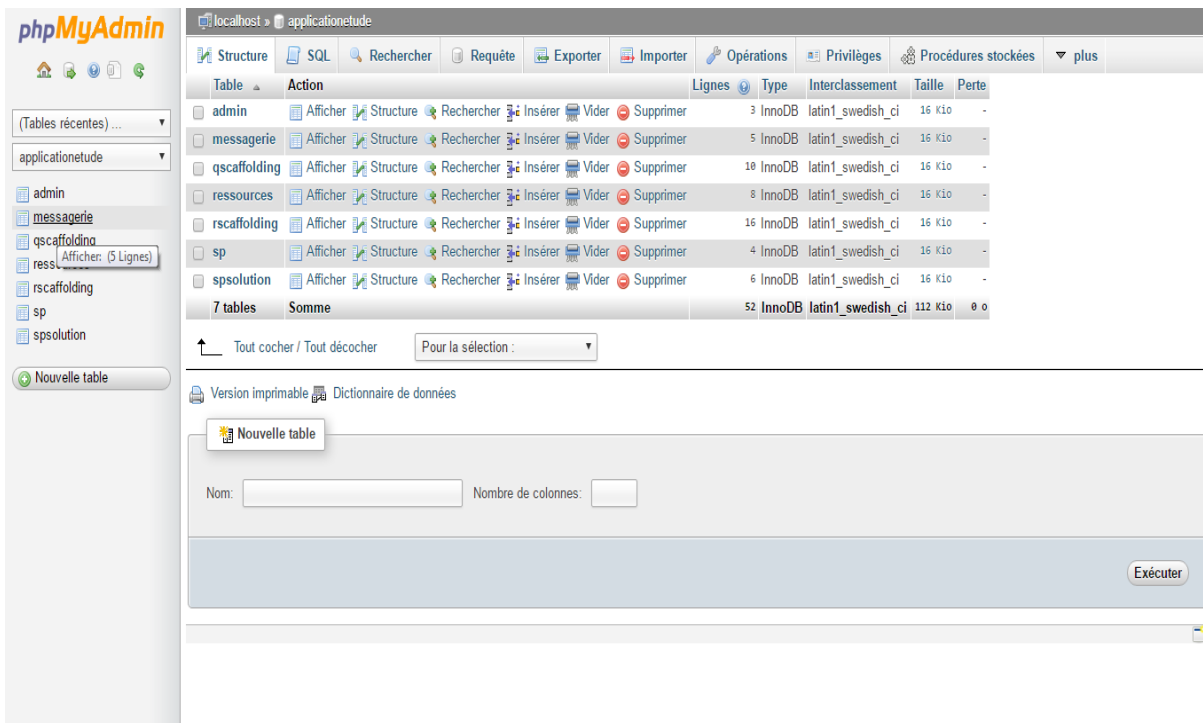 phpMyAdmin
(Tables récentes) ...
applicationetude
admin
messagerie
qscaffolding
Afficher: (5 Lignes)
rscaffolding
sp
spsolution
Nouvelle table
localhost » applicationetude
Structure SQL Rechercher Requête Exporter Importer Opérations Privilèges Procédures stockées plus
Table Action Lignes Type Interclassement Taille Perte
admin Afficher Structure Rechercher Insérer Vider Supprimer 3 InnoDB latin1_swedish_ci 16 Kio -
messagerie Afficher Structure Rechercher Insérer Vider Supprimer 5 InnoDB latin1_swedish_ci 16 Kio -
qscaffolding Afficher Structure Rechercher Insérer Vider Supprimer 10 InnoDB latin1_swedish_ci 16 Kio -
ressources Afficher Structure Rechercher Insérer Vider Supprimer 8 InnoDB latin1_swedish_ci 16 Kio -
rscaffolding Afficher Structure Rechercher Insérer Vider Supprimer 16 InnoDB latin1_swedish_ci 16 Kio -
sp Afficher Structure Rechercher Insérer Vider Supprimer 4 InnoDB latin1_swedish_ci 16 Kio -
spsolution Afficher Structure Rechercher Insérer Vider Supprimer 6 InnoDB latin1_swedish_ci 16 Kio -
7 tables Somme 52 InnoDB latin1_swedish_ci 112 Kio 0 o
Tout cocher / Tout décocher Pour la sélection :
Version imprimable Dictionnaire de données
Nouvelle table
Nom: Nombre de colonnes:
Exécuter